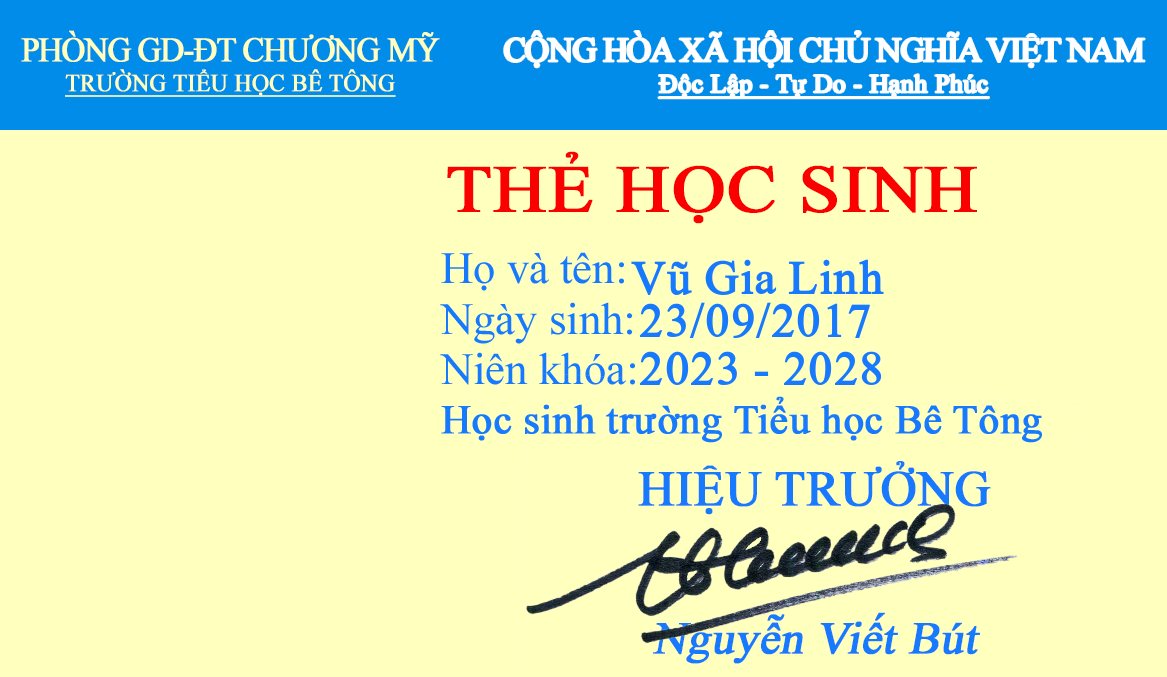 PHÒNG GD-ĐT CHƯƠNG MỸ
TRƯỜNG TIỂU HỌC BÊ TÔNG
CỘNG HÒA XÃ HỘI CHỦ NGHĨA VIỆT NAM
Độc Lập - Tự Do - Hạnh Phúc
THẺ HỌC SINH
Họ và tên: Vũ Gia Linh
Ngày sinh: 23/09/2017
Niên khóa: 2023 - 2028
Học sinh trường Tiểu học Bê Tông
HIỆU TRƯỞNG
Nguyễn Viết Bút